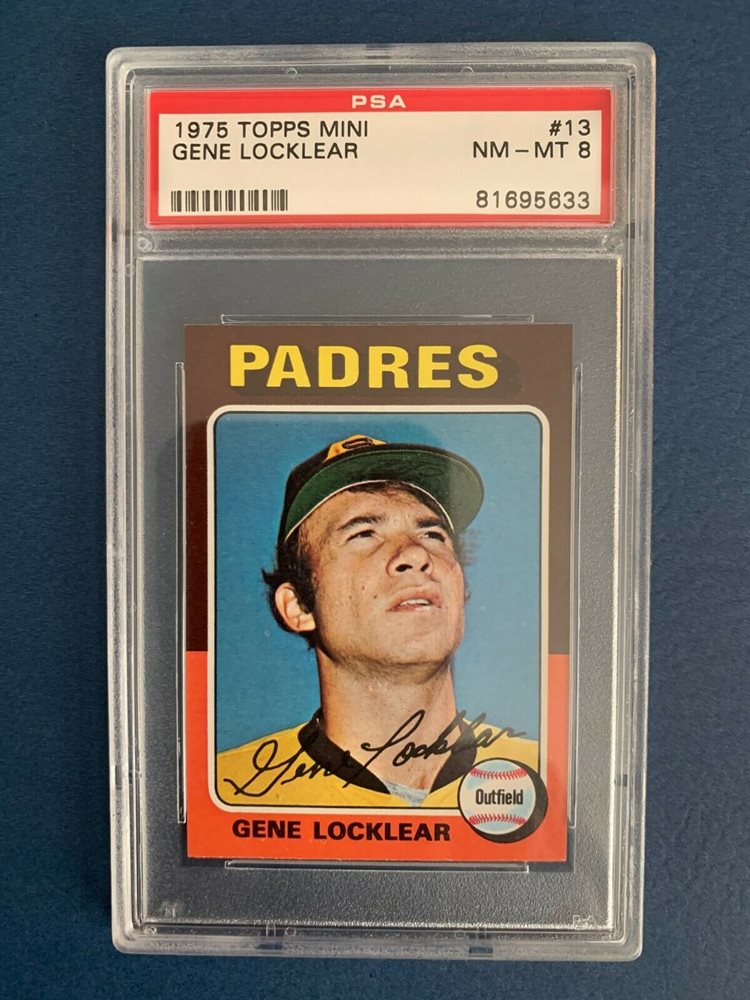 PSA
1975 TOPPS MINI #13
GENE LOCKLEAR NM-MT 8
81695633
PADRES
Gene Locklear
Outfield
GENE LOCKLEAR